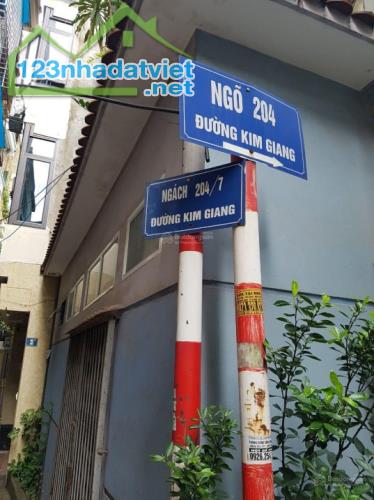 123nhadatviet.net
NGÕ 204
ĐƯỜNG KIM GIANG
NGÁCH 204/7
ĐƯỜNG KIM GIANG